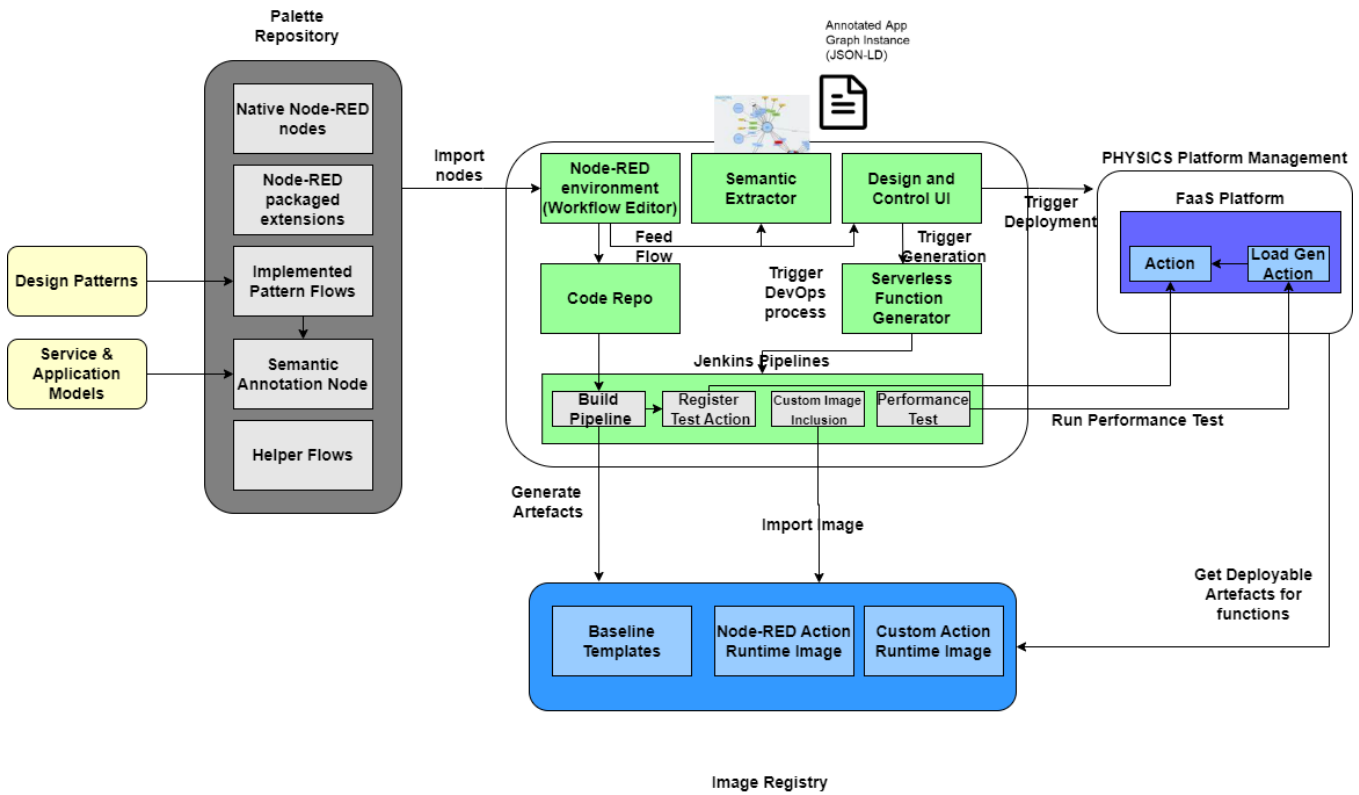 Palette
Repository
Native Node-RED
nodes
Node-RED
packaged
extensions
Implemented
Pattern Flows
Semantic
Annotation Node
Helper Flows
Design Patterns
Service &
Application
Models
Import
nodes
Annotated App
Graph Instance
(JSON-LD)
Node-RED
environment
(Workflow Editor)
Semantic
Extractor
Design and
Control UI
Feed
Flow
Trigger
Generation
Trigger
DevOps
process
Code Repo
Serverless
Function
Generator
Jenkins Pipelines
Build
Pipeline
Register
Test Action
Custom Image
Inclusion
Performance
Test
Trigger
Deployment
PHYSICS Platform Management
FaaS Platform
Action
Load Gen
Action
Run Performance Test
Generate
Artefacts
Import Image
Get Deployable
Artefacts for
functions
Baseline
Templates
Node-RED Action
Runtime Image
Custom Action
Runtime Image
Image Registry